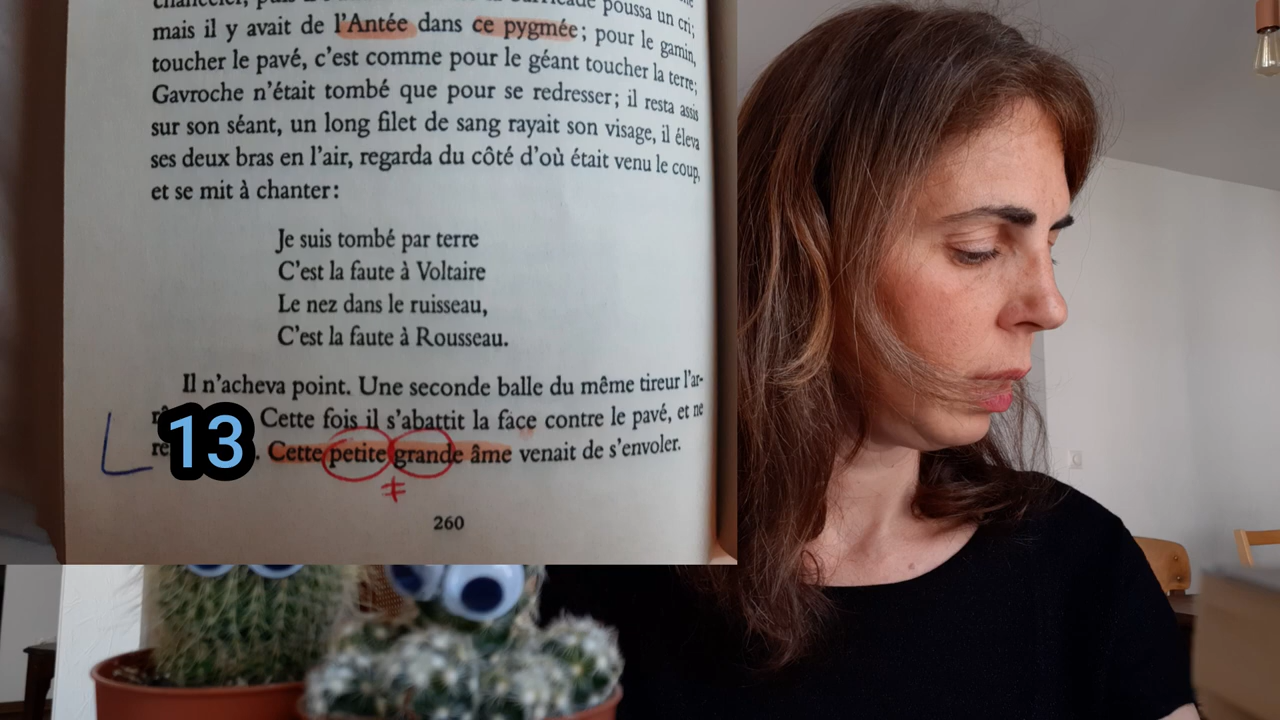 mais il y avait de l'Antée dans ce pygmée ; pour le gamin,
toucher le pavé, c'est comme pour le géant toucher la terre ;
Gavroche n'était tombé que pour se redresser ; il resta assis
sur son séant, un long filet de sang rayait son visage, il éleva
ses deux bras en l'air, regarda du côté d'où était venu le coup,
et se mit à chanter :
Je suis tombé par terre
C'est la faute à Voltaire
Le nez dans le ruisseau,
C'est la faute à Rousseau.
Il n'acheva point. Une seconde balle du même tireur l'ar-
Cette fois il s'abattit la face contre le pavé, et ne
13
Cette petite grande âme venait de s'envoler.
≠
260